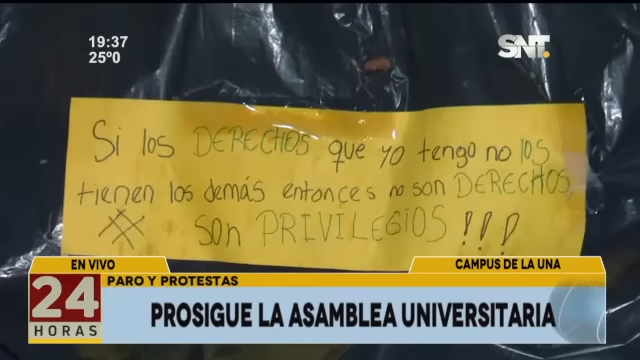 19:37
25º0
SNT.
Si los DERECHOS que yo tengo no los
tienen los demás entonces no son DERECHOS,
son PRIVILEGIOS !!!
EN VIVO
CAMPUS DE LA UNA
PARO Y PROTESTAS
24
HORAS
PROSIGUE LA ASAMBLEA UNIVERSITARIA